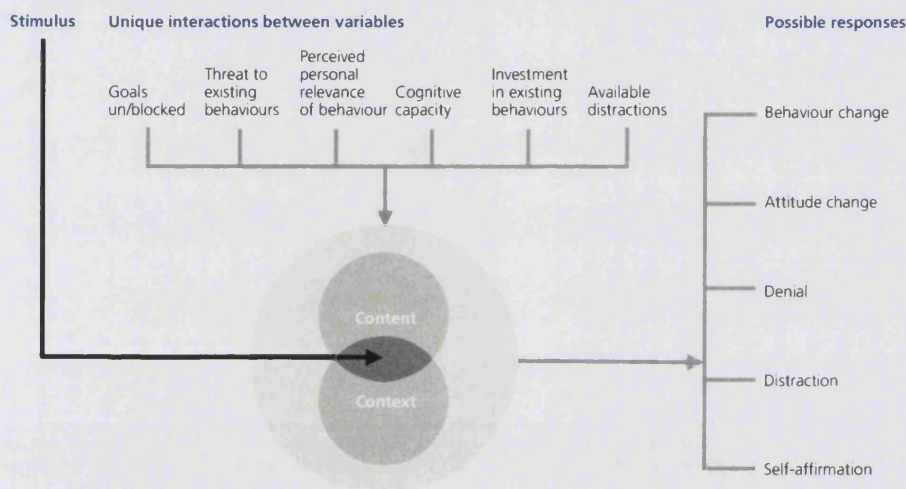 Stimulus
Unique interactions between variables
Possible responses
Goals
un/blocked
Threat to
existing
behaviours
Perceived
personal
relevance
of behaviour
Cognitive
capacity
Investment
in existing
behaviours
Available
distractions
Content
Context
Behaviour change
Attitude change
Denial
Distraction
Self-affirmation